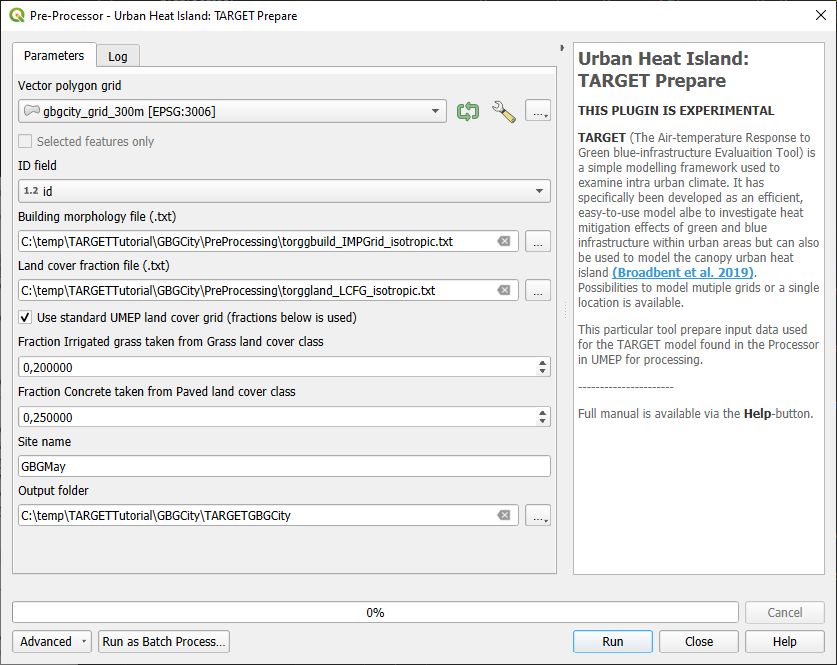 Pre-Processor - Urban Heat Island: TARGET Prepare
Parameters
Log
Vector polygon grid
gbgcity_grid_300m [EPSG:3006]
...
Selected features only
ID field
1.2 id
Building morphology file (.txt)
C:\temp\TARGETTutorial\GBGCity\PreProcessing\torggbuild_IMPGrid_isotropic.txt
...
Land cover fraction file (.txt)
C:\temp\TARGETTutorial\GBGCity\PreProcessing\torggland_LCFG_isotropic.txt
...
Use standard UMEP land cover grid (fractions below is used)
Fraction Irrigated grass taken from Grass land cover class
0,200000
Fraction Concrete taken from Paved land cover class
0,250000
Site name
GBGMay
Output folder
C:\temp\TARGETTutorial\GBGCity\TARGETGBGCity
...
Urban Heat Island:
TARGET Prepare
THIS PLUGIN IS EXPERIMENTAL
TARGET (The Air-temperature Response to
Green blue-infrastructure Evaluaition Tool) is
a simple modelling framework used to
examine intra urban climate. It has
specifically been developed as an efficient,
easy-to-use model albe to investigate heat
mitigation effects of green and blue
infrastructure within urban areas but can also
be used to model the canopy urban heat
island (Broadbent et al. 2019).
Possibilities to model mutiple grids or a single
location is available.
This particular tool prepare input data used
for the TARGET model found in the Processor
in UMEP for processing.
----------------------
Full manual is available via the Help-button.
0%
Cancel
Advanced
Run as Batch Process...
Run
Close
Help